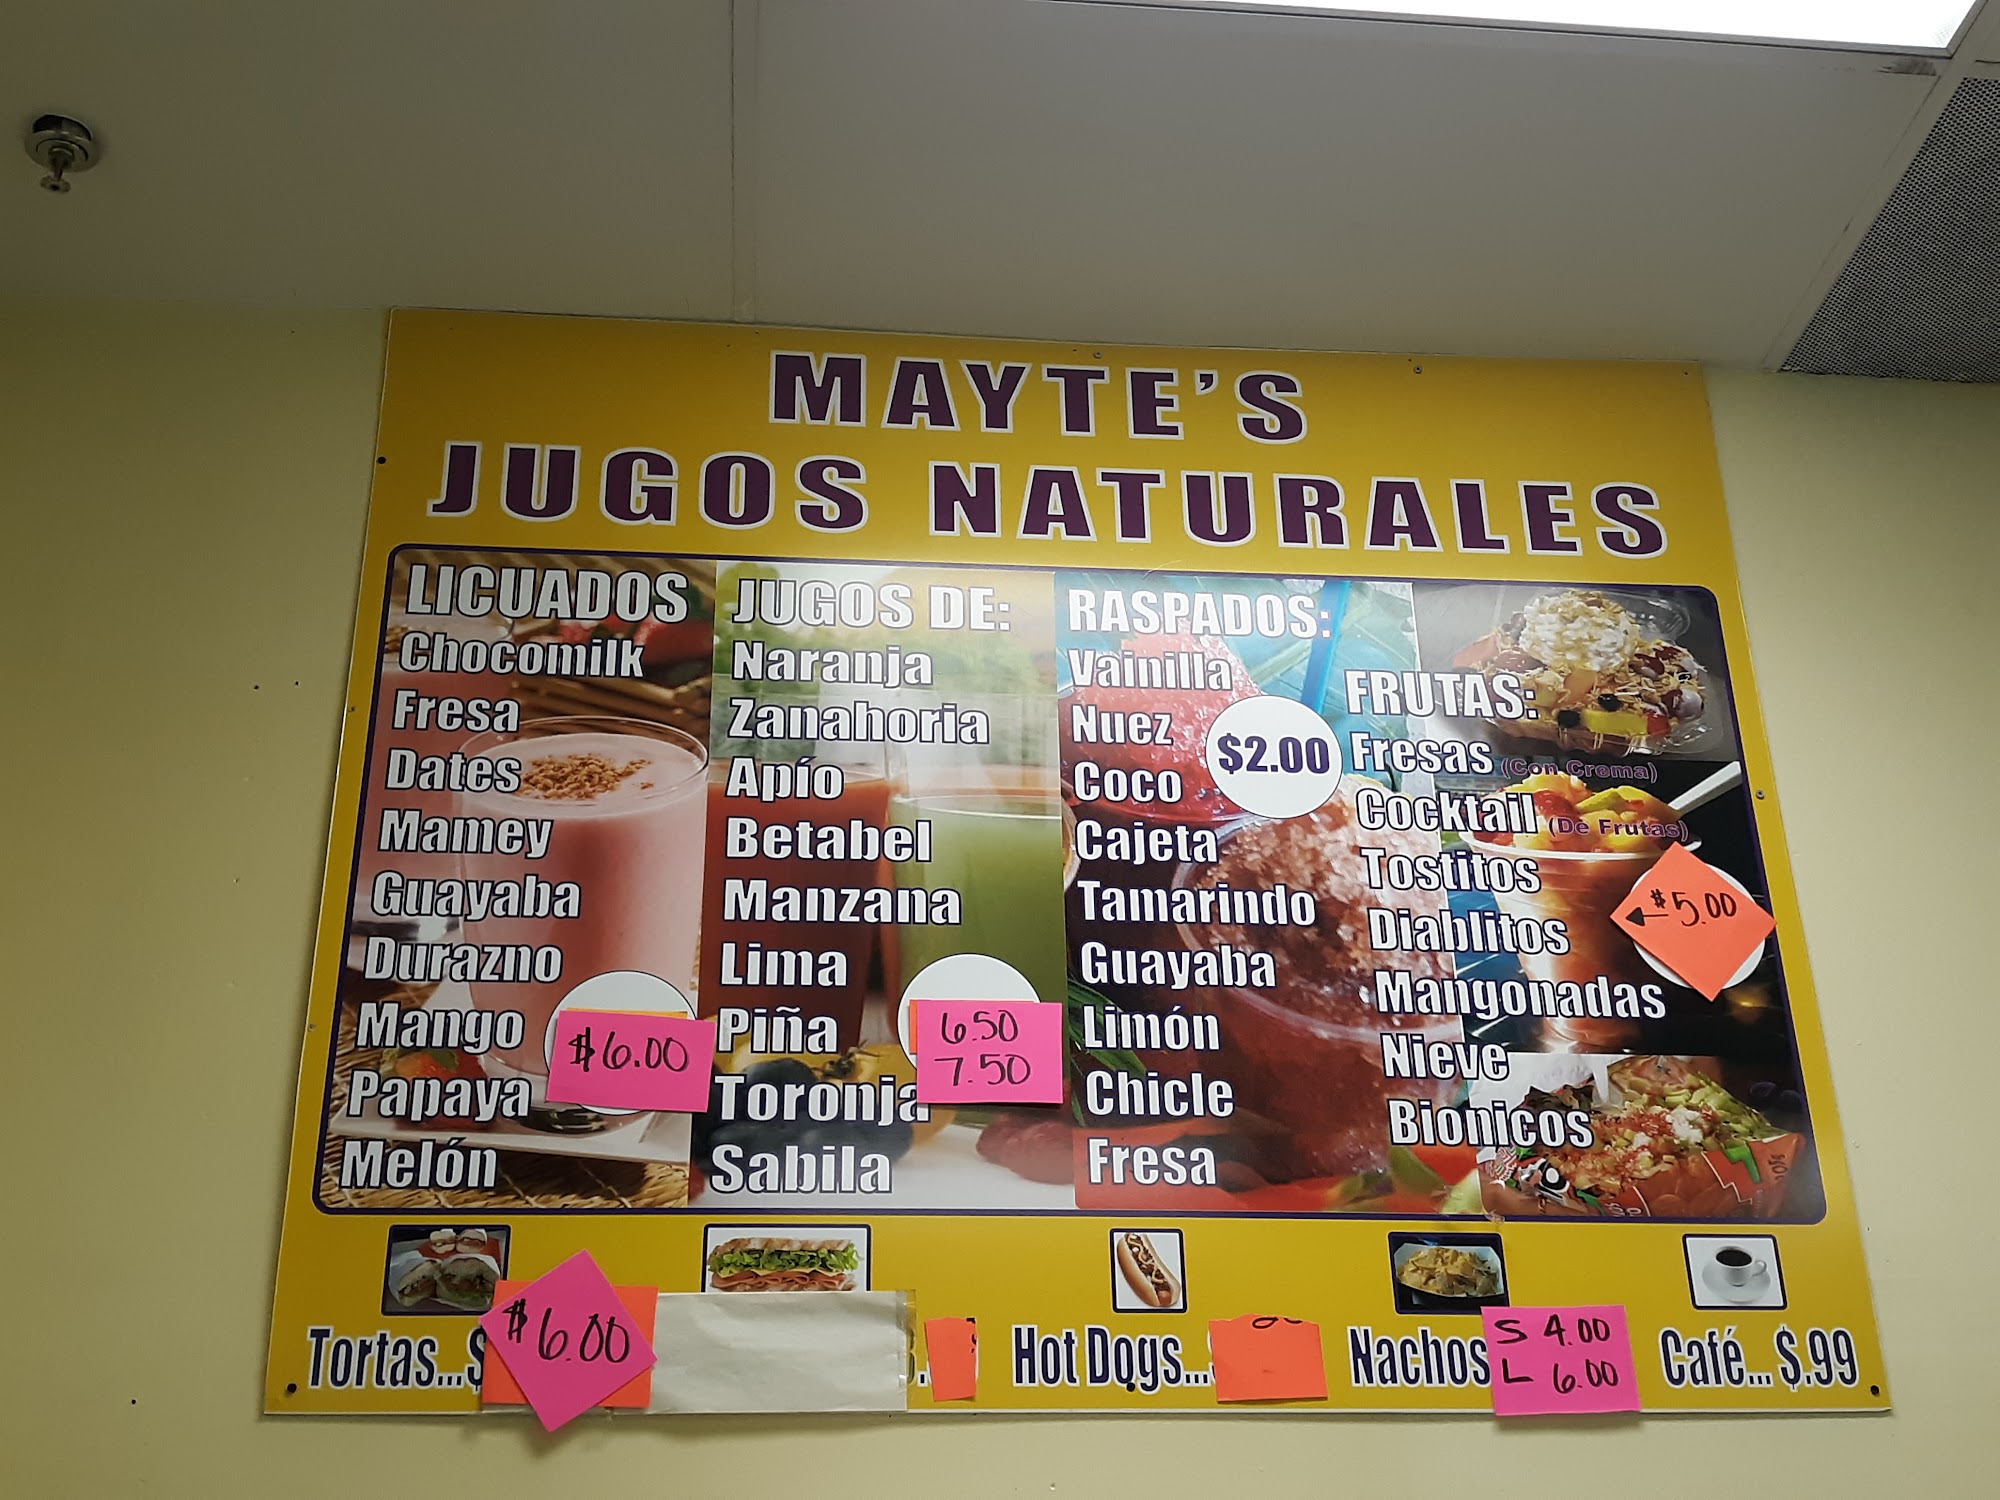 MAYTE'S
JUGOS NATURALES
LICUADOS
Chocomilk
Fresa
Dates
Mamey
Guayaba
Durazno
Mango
Papaya
Melón
$6.00
JUGOS DE:
Naranja
Zanahoria
Apío
Betabel
Manzana
Lima
Piña
Toronja
Sabila
6.50
7.50
RASPADOS:
Vainilla
Nuez
Coco
Cajeta
Tamarindo
Guayaba
Limón
Chicle
Fresa
$2.00
FRUTAS:
Fresas (Con Crema)
Cocktail (De Frutas)
Tostitos
Diablitos
Mangonadas
Nieve
Bionicos
$5.00
Tortas...$
$6.00
Hot Dogs...
Nachos
S 4.00
L 6.00
Café... $.99